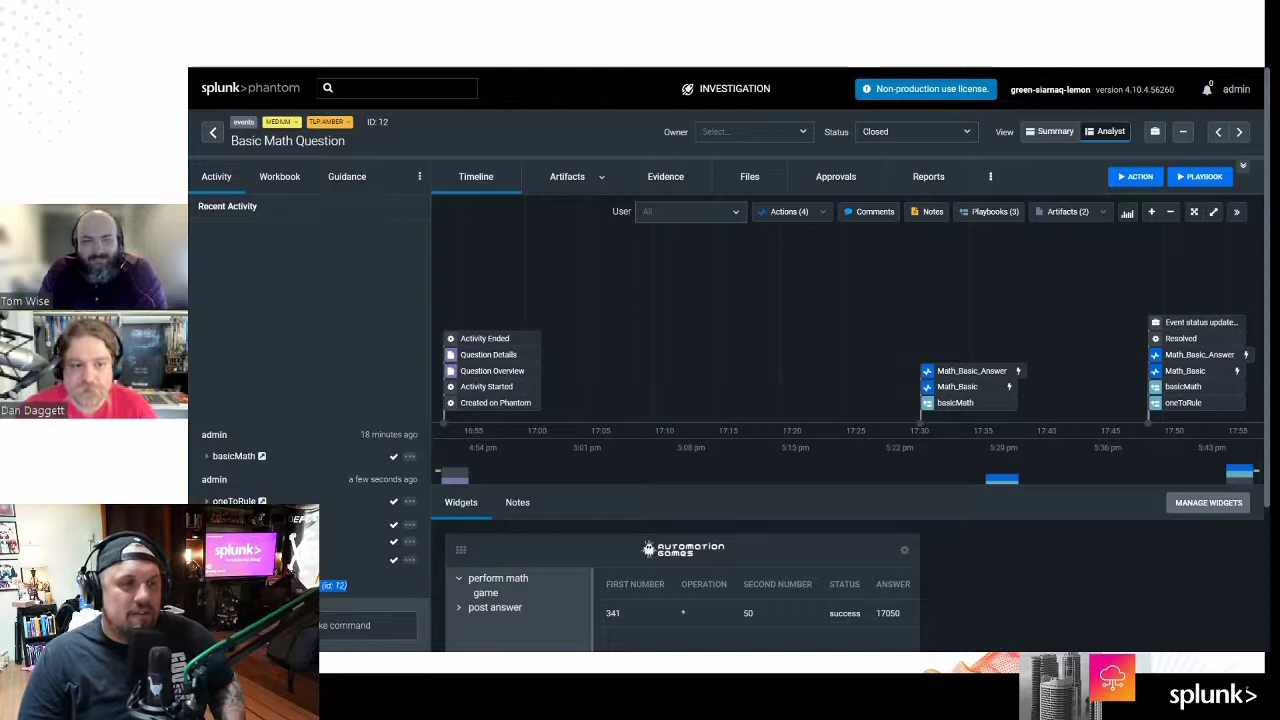 splunk>phantom
INVESTIGATION
Non-production use license.
green-siarnaq-lemon version 4.10.4.56260
0
admin
events MEDIUM TLP:AMBER ID: 12
Basic Math Question
Owner Select... Status Closed View Summary Analyst
Activity Workbook Guidance
Timeline Artifacts Evidence Files Approvals Reports ACTION PLAYBOOK
Recent Activity
User All Actions (4) Comments Notes Playbooks (3) Artifacts (2)
Activity Ended
Question Details
Question Overview
Activity Started
Created on Phantom
Math_Basic_Answer
Math_Basic
basicMath
Event status update...
Resolved
Math_Basic_Answer
Math_Basic
basicMath
oneToRule
16:55 17:00 17:05 17:10 17:15 17:20 17:25 17:30 17:35 17:40 17:45 17:50 17:55
4:54 pm 5:01 pm 5:08 pm 5:15 pm 5:22 pm 5:29 pm 5:36 pm 5:43 pm
admin 18 minutes ago
basicMath
admin a few seconds ago
oneToRule
(id: 12)
ke command
Widgets Notes MANAGE WIDGETS
AUTOMATION
GAMES
perform math
game
post answer
FIRST NUMBER OPERATION SECOND NUMBER STATUS ANSWER
341 * 50 success 17050
Tom Wise
Dan Daggett
splunk>
splunk>